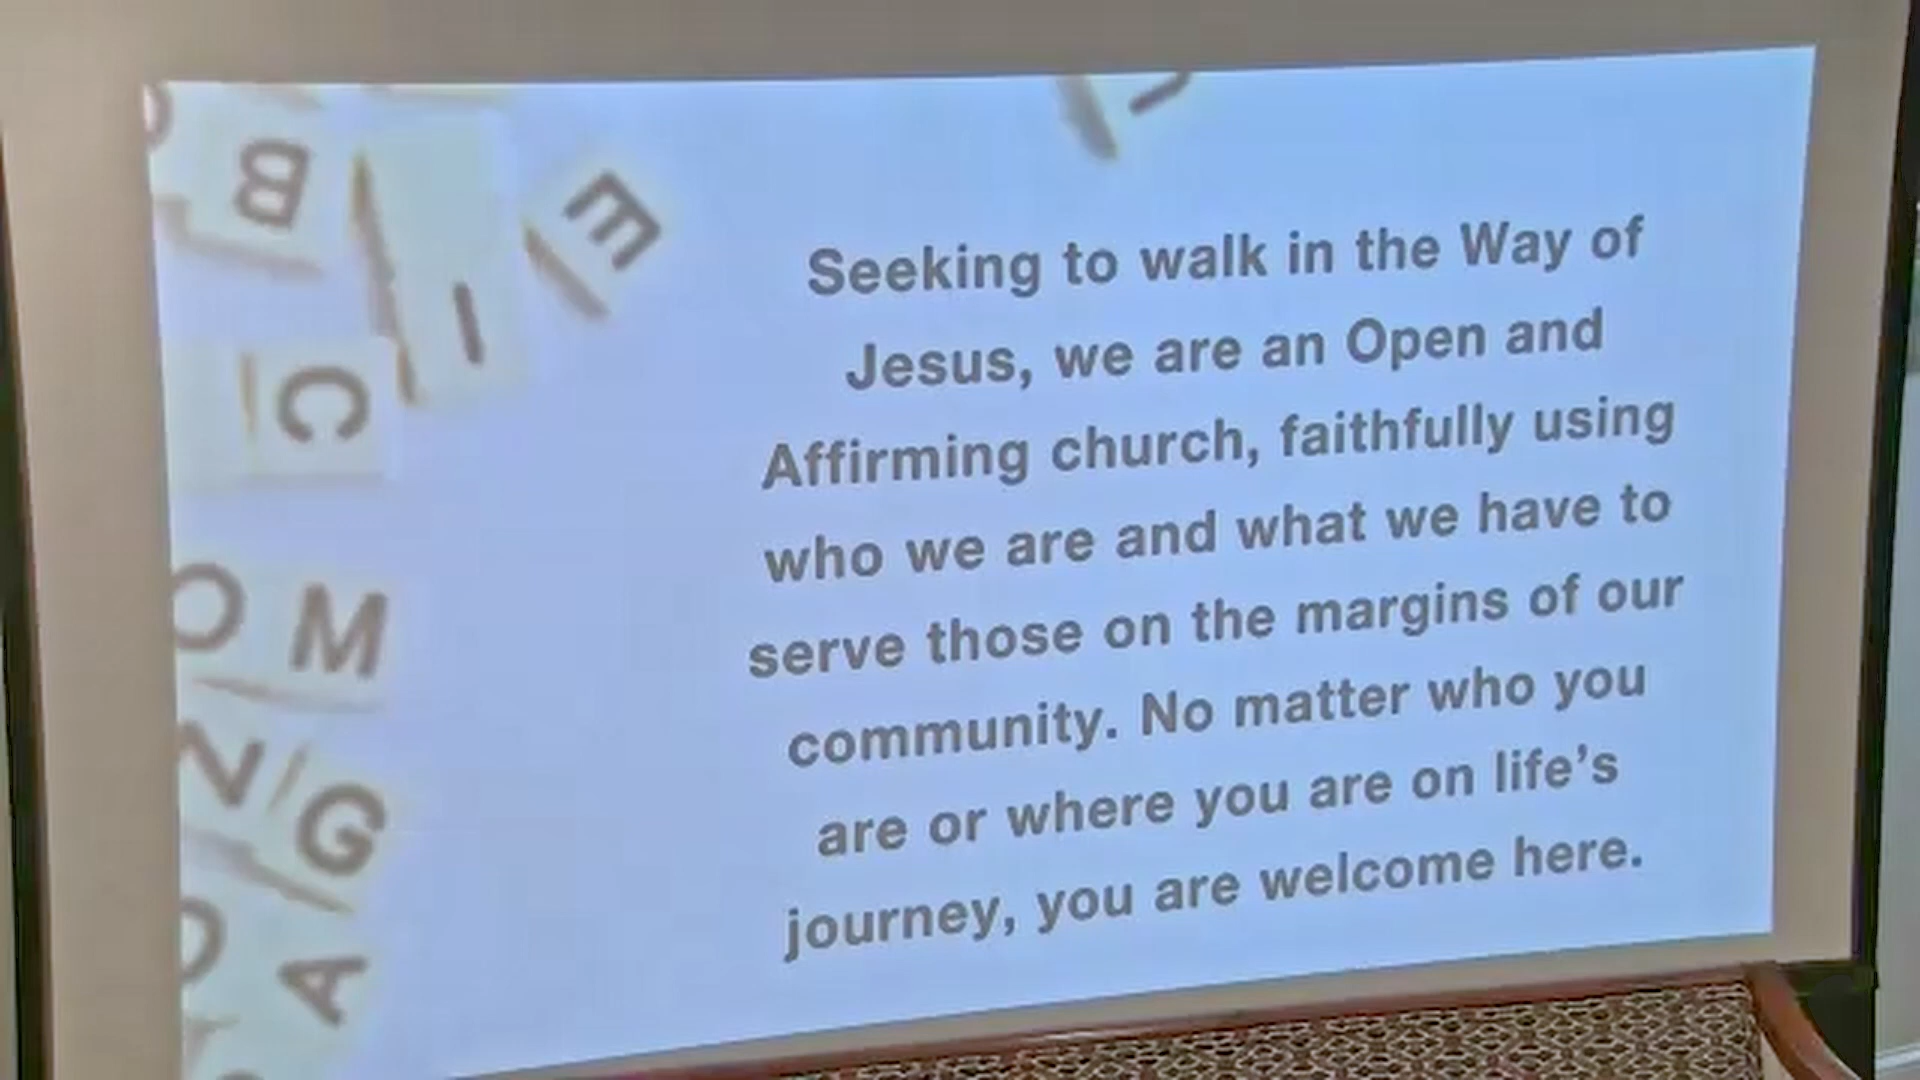 B
I
E
C
O M
N G
A
Seeking to walk in the Way of
Jesus, we are an Open and
Affirming church, faithfully using
who we are and what we have to
serve those on the margins of our
community. No matter who you
are or where you are on life's
journey, you are welcome here.